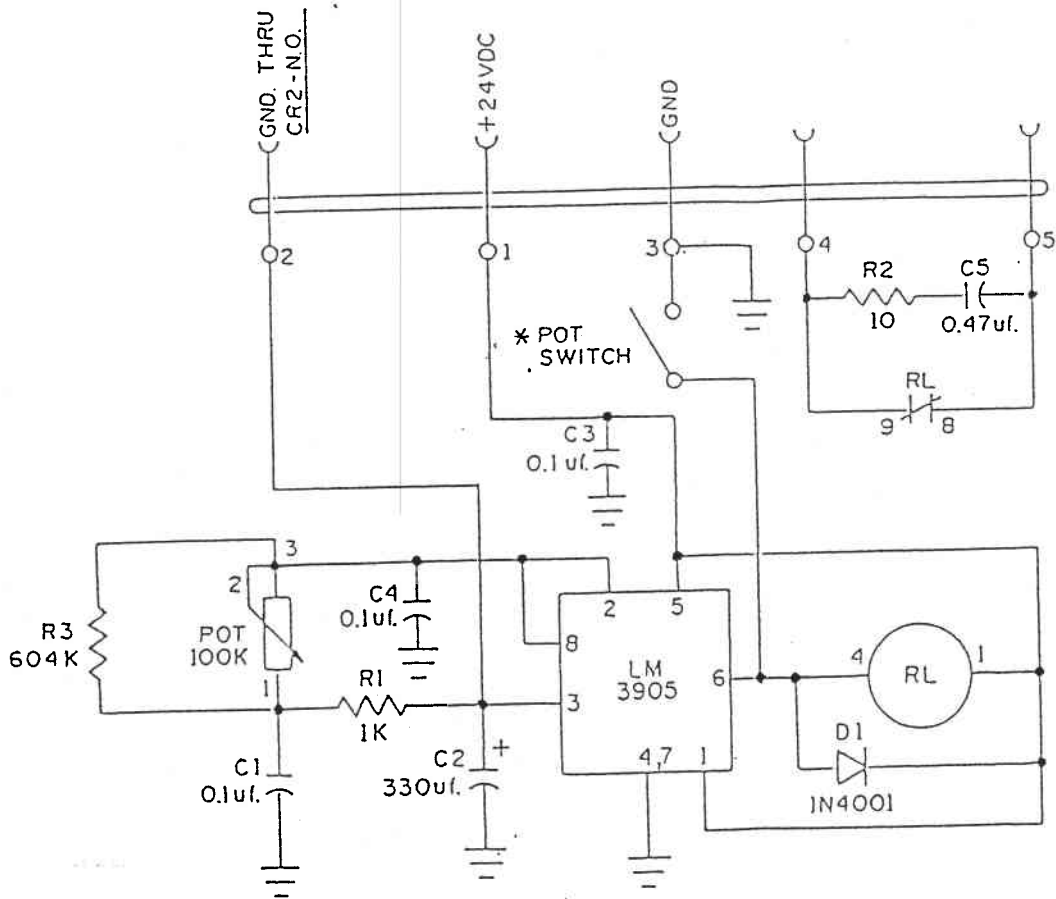 GND. THRU
CR2-N.O.
+24VDC
GND
2
1
3
4
5
R2
10
C5
0.47uf.
* POT
SWITCH
RL
9
8
C3
0.1uf.
3
2
R3
604K
POT
100K
1
C4
0.1uf.
R1
1K
2
5
8
LM
3905
6
3
4,7
1
4
RL
1
D1
1N4001
C1
0.1uf.
C2
+
330uf.